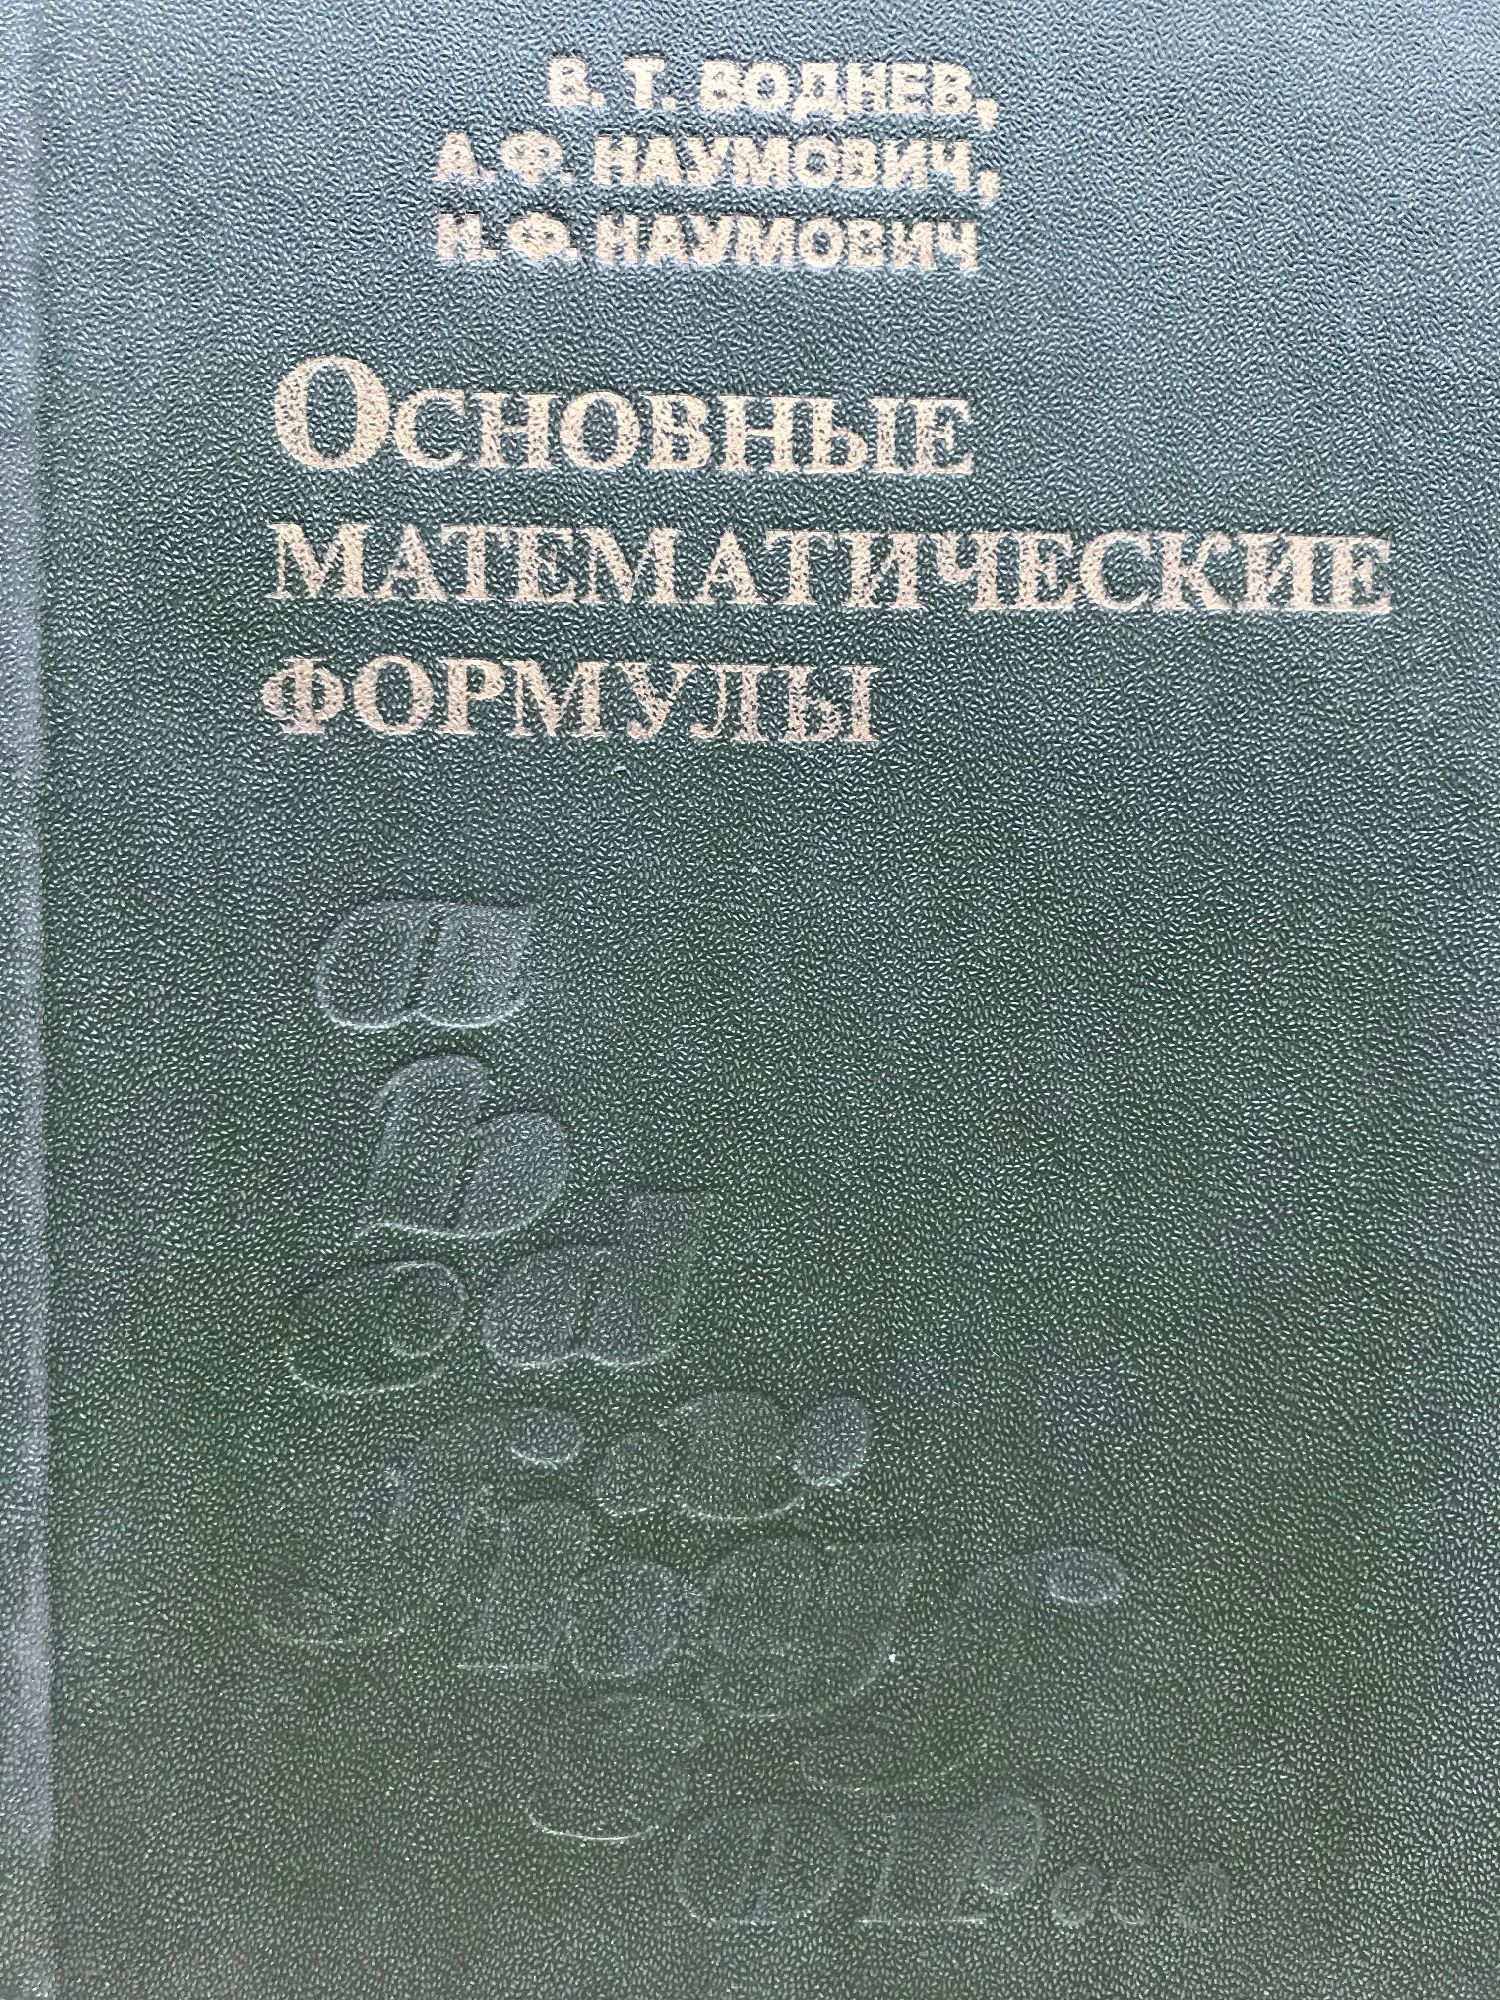 В. Т. ВОДНЕВ,
А. Ф. НАУМОВИЧ,
Н. Ф. НАУМОВИЧ
ОСНОВНЫЕ
МАТЕМАТИЧЕСКИЕ
ФОРМУЛЫ